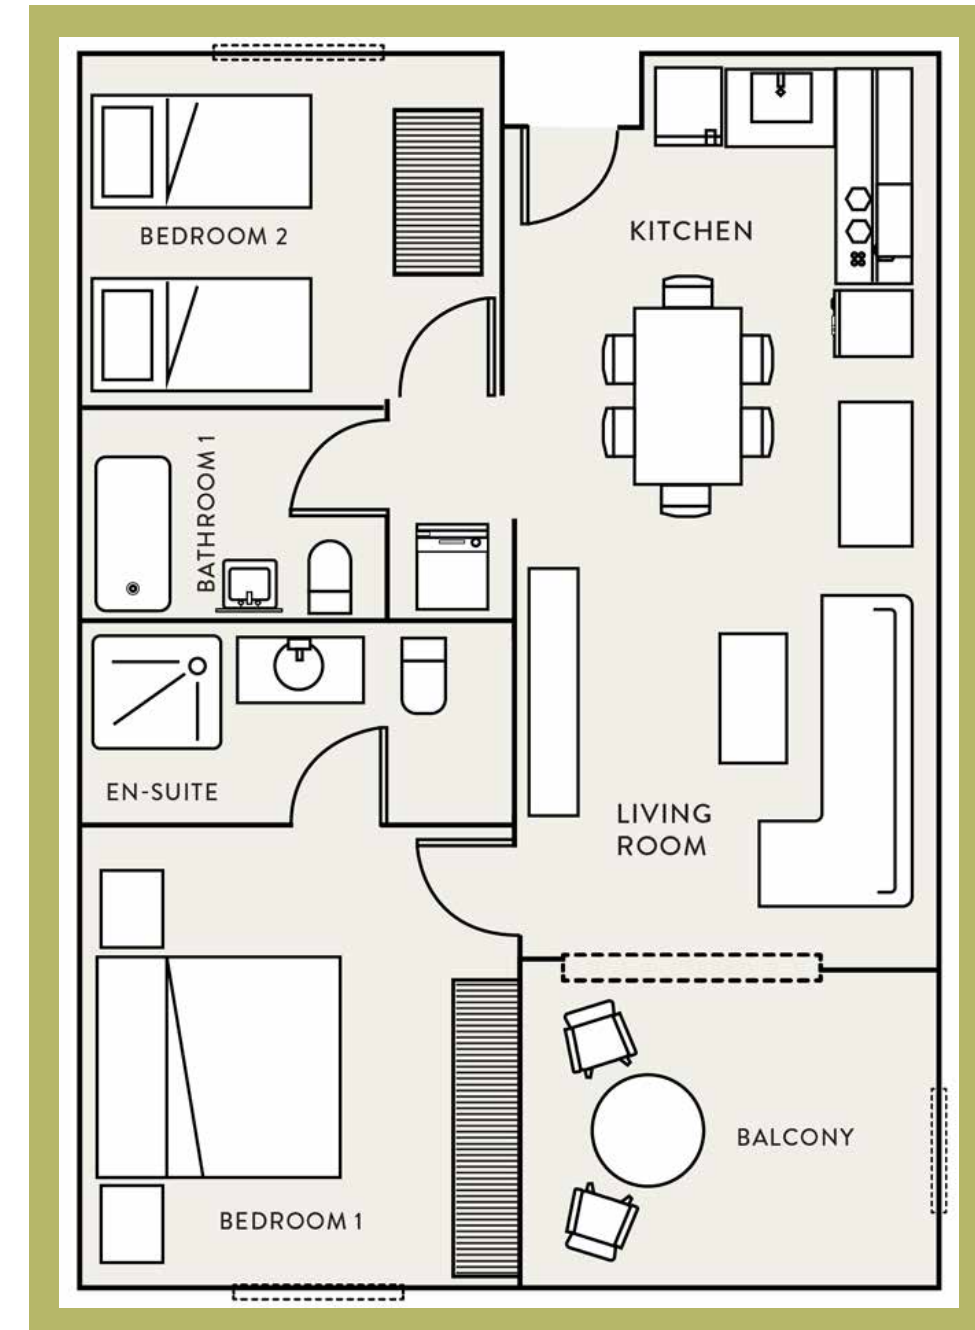 BEDROOM 2
KITCHEN
BATHROOM 1
EN-SUITE
LIVING
ROOM
BALCONY
BEDROOM 1